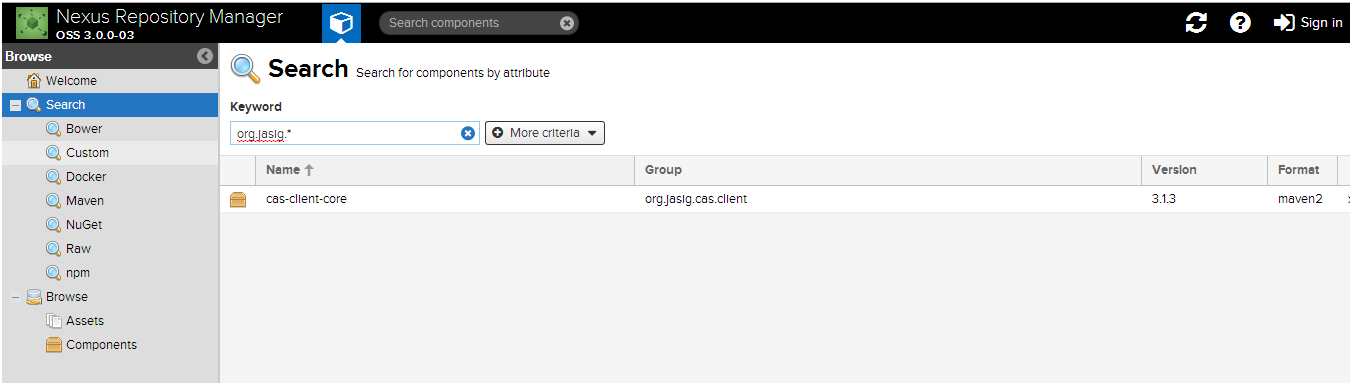 Nexus Repository Manager
OSS 3.0.0-03
Search components
Sign in
Browse
Welcome
Search
Bower
Custom
Docker
Maven
NuGet
Raw
npm
Browse
Assets
Components
Search Search for components by attribute
Keyword
org.jasig.*
More criteria
Name Group Version Format
cas-client-core org.jasig.cas.client 3.1.3 maven2